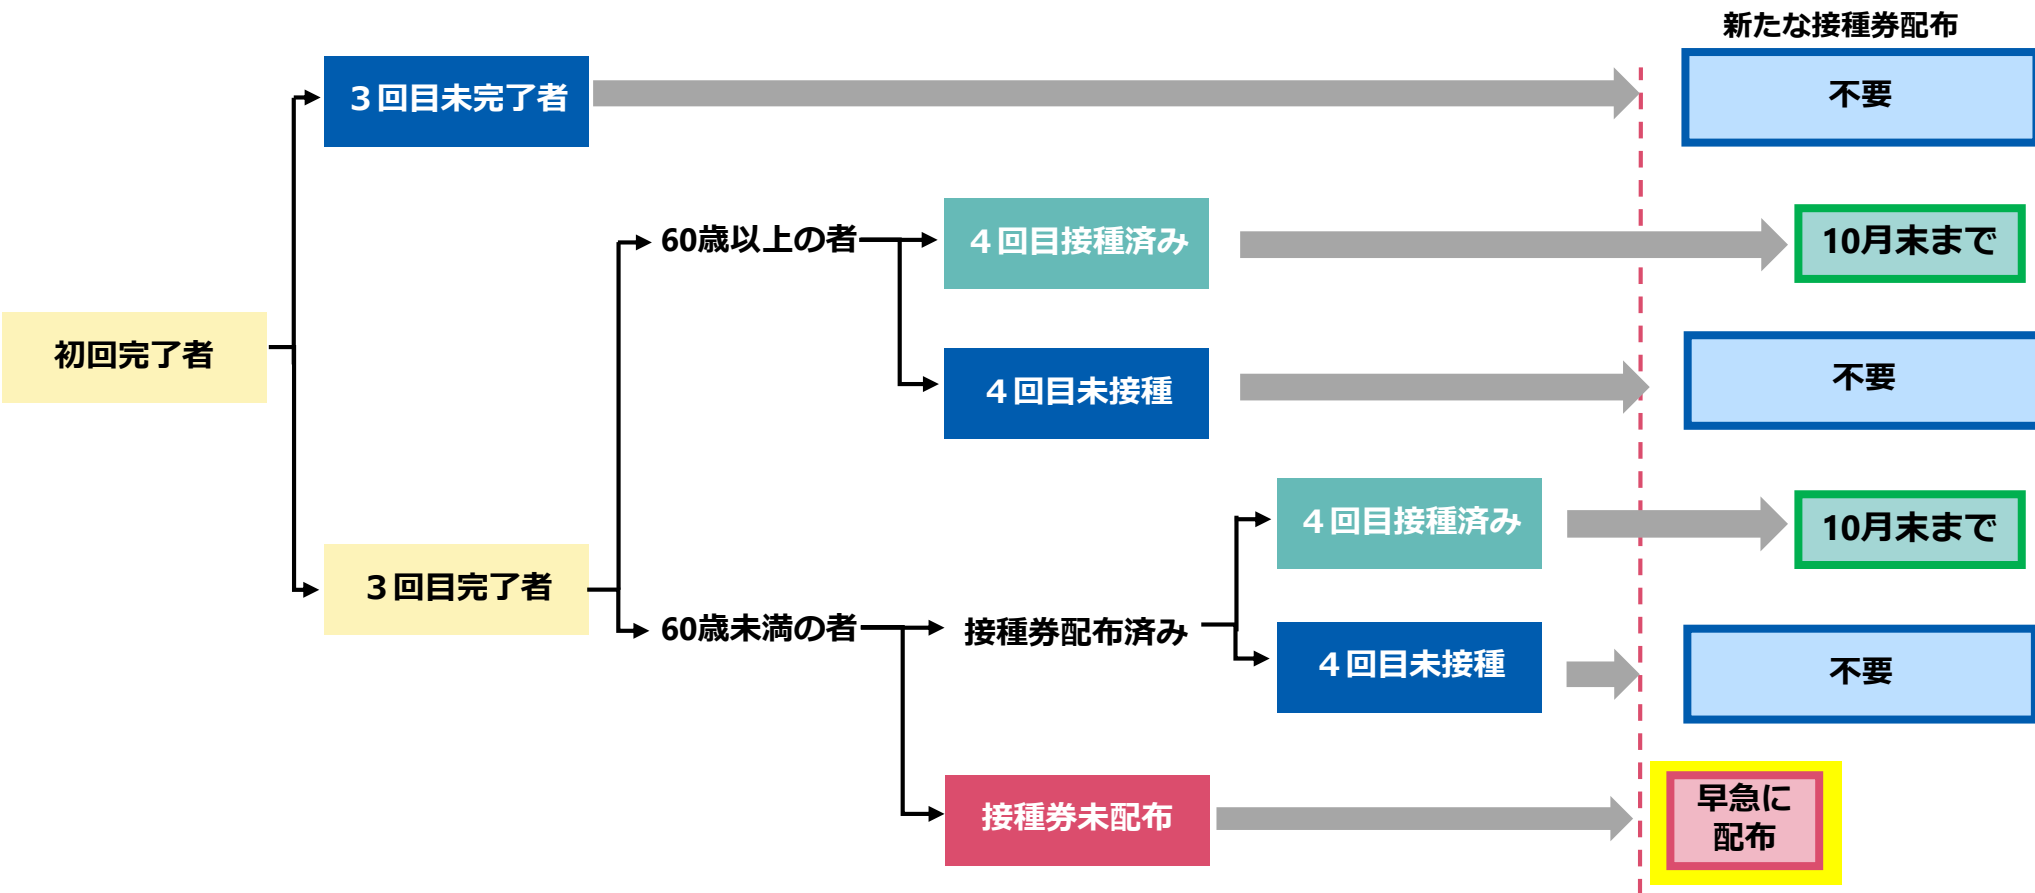 新たな接種券配布
３回目未完了者
不要
60歳以上の者
４回目接種済み
10月末まで
初回完了者
４回目未接種
不要
４回目接種済み
10月末まで
３回目完了者
60歳未満の者
接種券配布済み
４回目未接種
不要
接種券未配布
早急に
配布